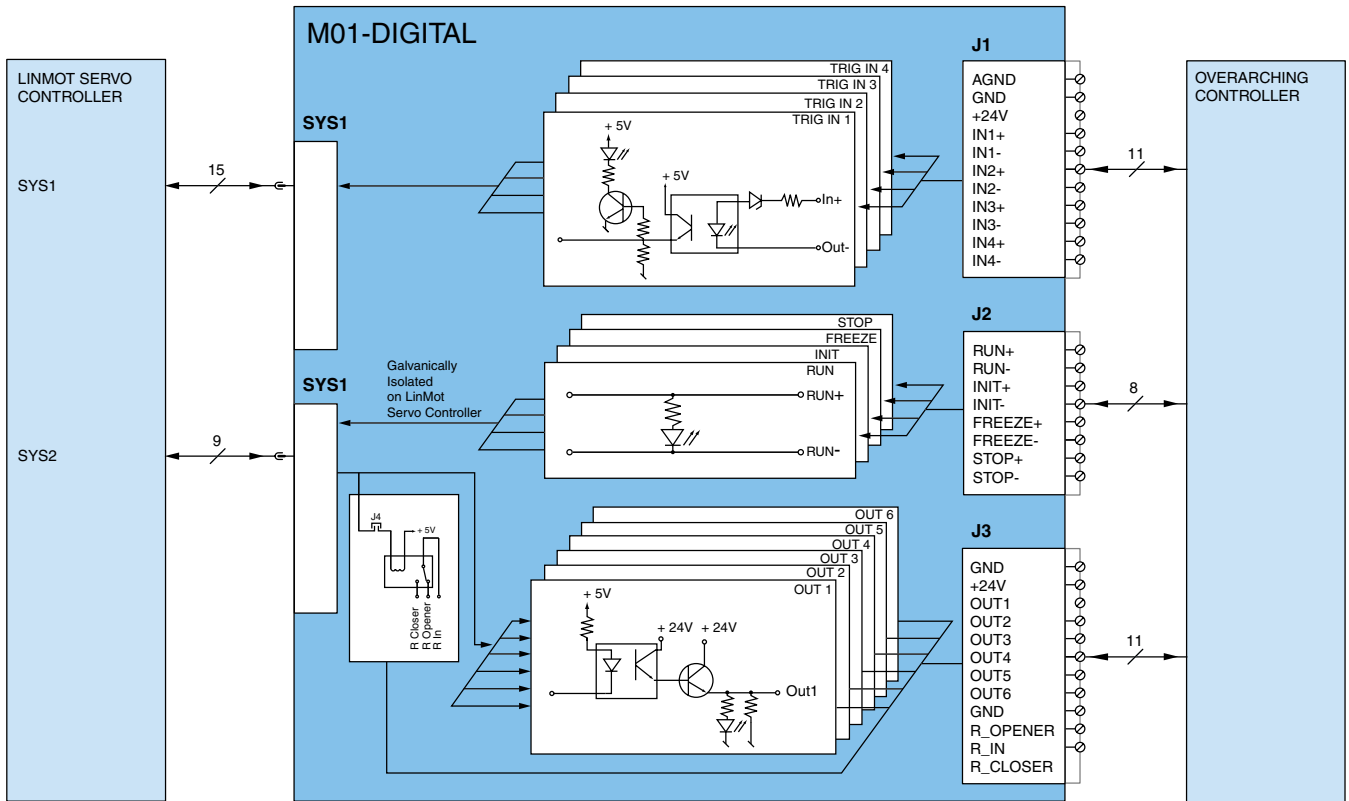 M01-DIGITAL
LINMOT SERVO
CONTROLLER
SYS1
15
SYS2
9
SYS1
SYS1
Galvanically
Isolated
on LinMot
Servo Controller
TRIG IN 4
TRIG IN 3
TRIG IN 2
TRIG IN 1
+ 5V
+ 5V
In+
Out-
STOP
FREEZE
INIT
RUN
RUN+
RUN-
J4
+ 5V
R Closer
R Opener
R In
OUT 6
OUT 5
OUT 4
OUT 3
OUT 2
OUT 1
+ 5V
+ 24V
+ 24V
Out1
J1
AGND
GND
+24V
IN1+
IN1-
IN2+
IN2-
IN3+
IN3-
IN4+
IN4-
11
J2
RUN+
RUN-
INIT+
INIT-
FREEZE+
FREEZE-
STOP+
STOP-
8
J3
GND
+24V
OUT1
OUT2
OUT3
OUT4
OUT5
OUT6
GND
R_OPENER
R_IN
R_CLOSER
11
OVERARCHING
CONTROLLER